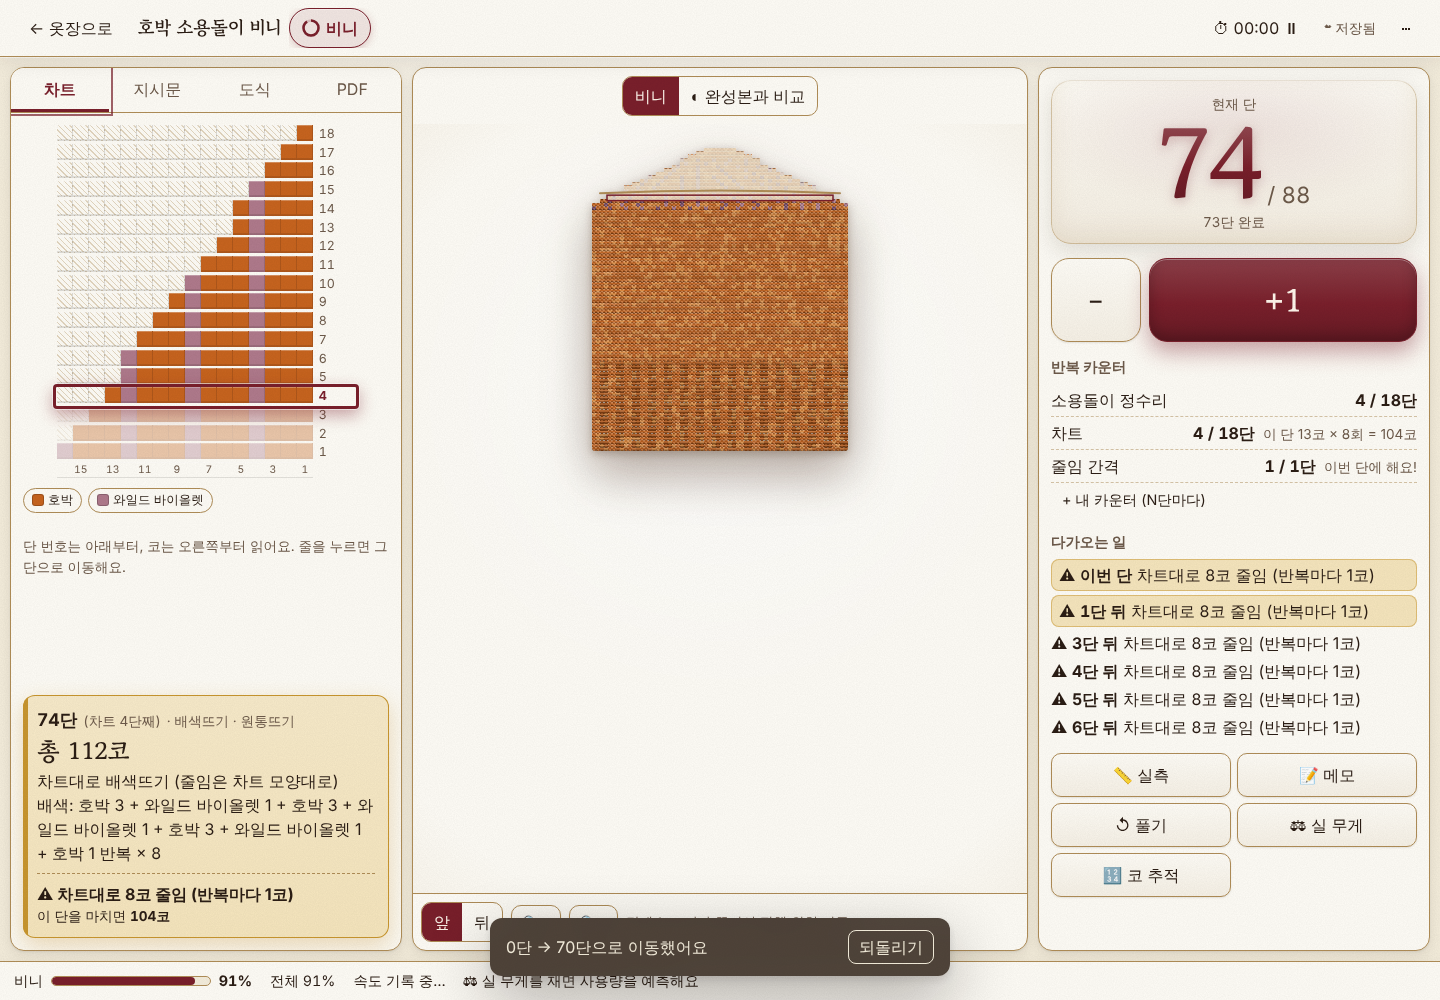 ← 옷장으로
호박 소용돌이 비니
비니
00:00
저장됨
차트
지시문
도식
PDF
18
17
16
15
14
13
12
11
10
9
8
7
6
5
4
3
2
1
15 13 11 9 7 5 3 1
호박
와일드 바이올렛
단 번호는 아래부터, 코는 오른쪽부터 읽어요. 줄을 누르면 그
단으로 이동해요.
74단 (차트 4단째) · 배색뜨기 · 원통뜨기
총 112코
차트대로 배색뜨기 (줄임은 차트 모양대로)
배색: 호박 3 + 와일드 바이올렛 1 + 호박 3 + 와
일드 바이올렛 1 + 호박 3 + 와일드 바이올렛 1
+ 호박 1 반복 × 8
⚠ 차트대로 8코 줄임 (반복마다 1코)
이 단을 마치면 104코
비니
완성본과 비교
앞
뒤
0단 → 70단으로 이동했어요
되돌리기
현재 단
74 / 88
73단 완료
−
+1
반복 카운터
소용돌이 정수리 4 / 18단
차트 4 / 18단 이 단 13코 × 8회 = 104코
줄임 간격 1 / 1단 이번 단에 해요!
+ 내 카운터 (N단마다)
다가오는 일
⚠ 이번 단 차트대로 8코 줄임 (반복마다 1코)
⚠ 1단 뒤 차트대로 8코 줄임 (반복마다 1코)
⚠ 3단 뒤 차트대로 8코 줄임 (반복마다 1코)
⚠ 4단 뒤 차트대로 8코 줄임 (반복마다 1코)
⚠ 5단 뒤 차트대로 8코 줄임 (반복마다 1코)
⚠ 6단 뒤 차트대로 8코 줄임 (반복마다 1코)
실측
메모
풀기
실 무게
코 추적
비니 91% 전체 91% 속도 기록 중… 실 무게를 재면 사용량을 예측해요